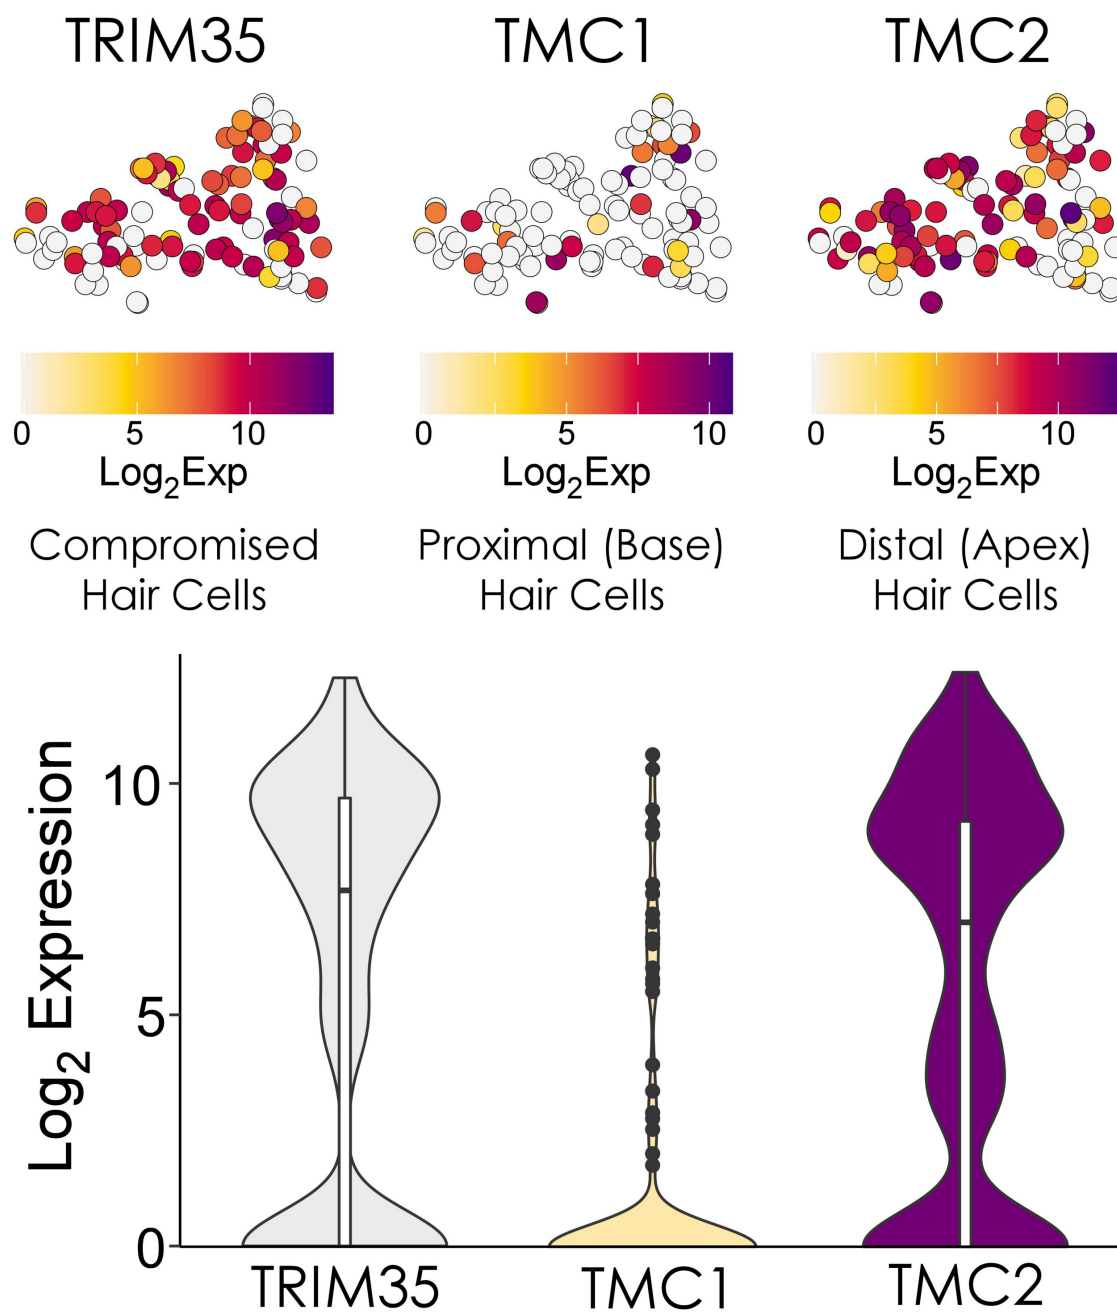 TRIM35 TMC1 TMC2
0 5 10 0 5 10 0 5 10
Log₂Exp Log₂Exp Log₂Exp
Compromised Proximal (Base) Distal (Apex)
Hair Cells Hair Cells Hair Cells
Log₂ Expression
10
5
0
TRIM35 TMC1 TMC2